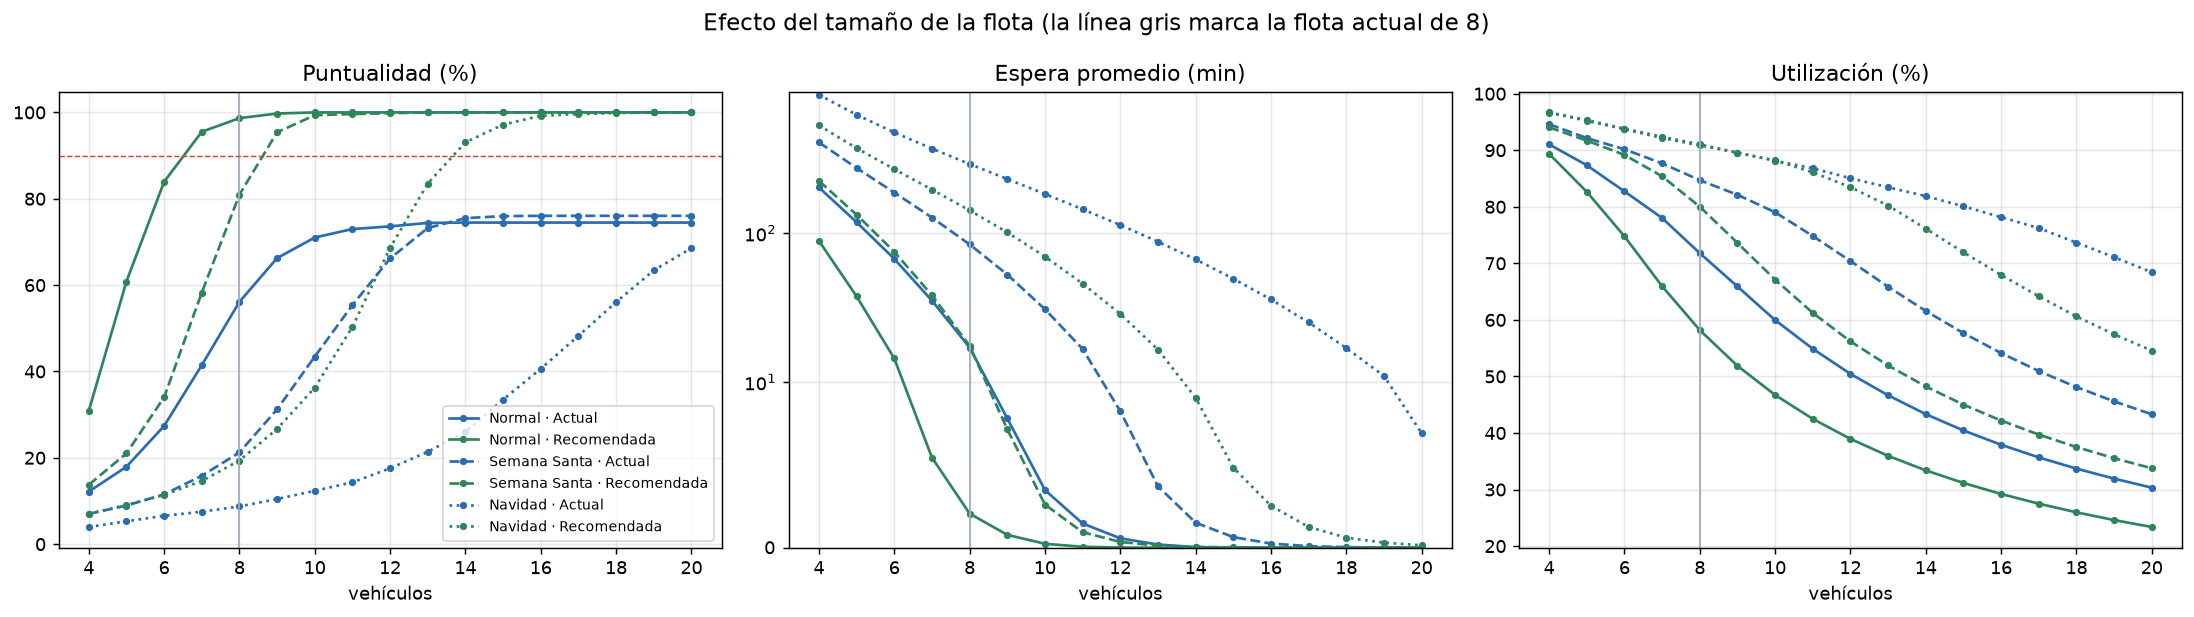 Efecto del tamaño de la flota (la línea gris marca la flota actual de 8)
Puntualidad (%)
100
80
60
40
20
0
4 6 8 10 12 14 16 18 20
vehículos
Normal · Actual
Normal · Recomendada
Semana Santa · Actual
Semana Santa · Recomendada
Navidad · Actual
Navidad · Recomendada
Espera promedio (min)
10²
10¹
0
4 6 8 10 12 14 16 18 20
vehículos
Utilización (%)
100
90
80
70
60
50
40
30
20
4 6 8 10 12 14 16 18 20
vehículos